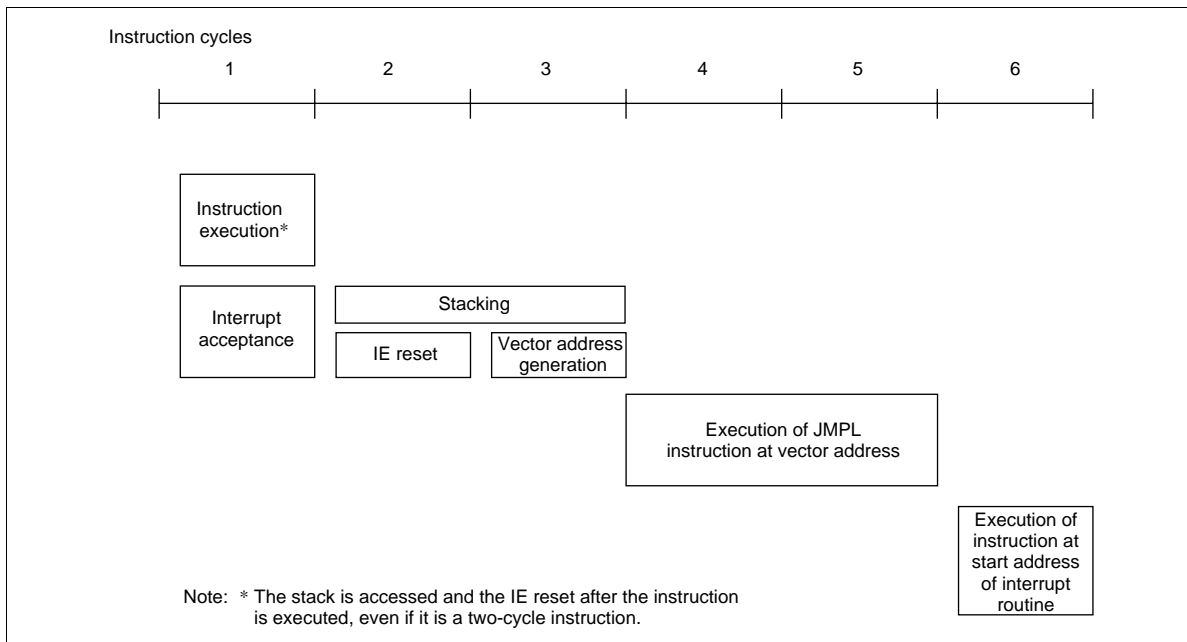 Instruction cycles
1 2 3 4 5 6
Instruction
execution*
Interrupt
acceptance
Stacking
IE reset
Vector address
generation
Execution of JMPL
instruction at vector address
Execution of
instruction at
start address
of interrupt
routine
Note: * The stack is accessed and the IE reset after the instruction
is executed, even if it is a two-cycle instruction.